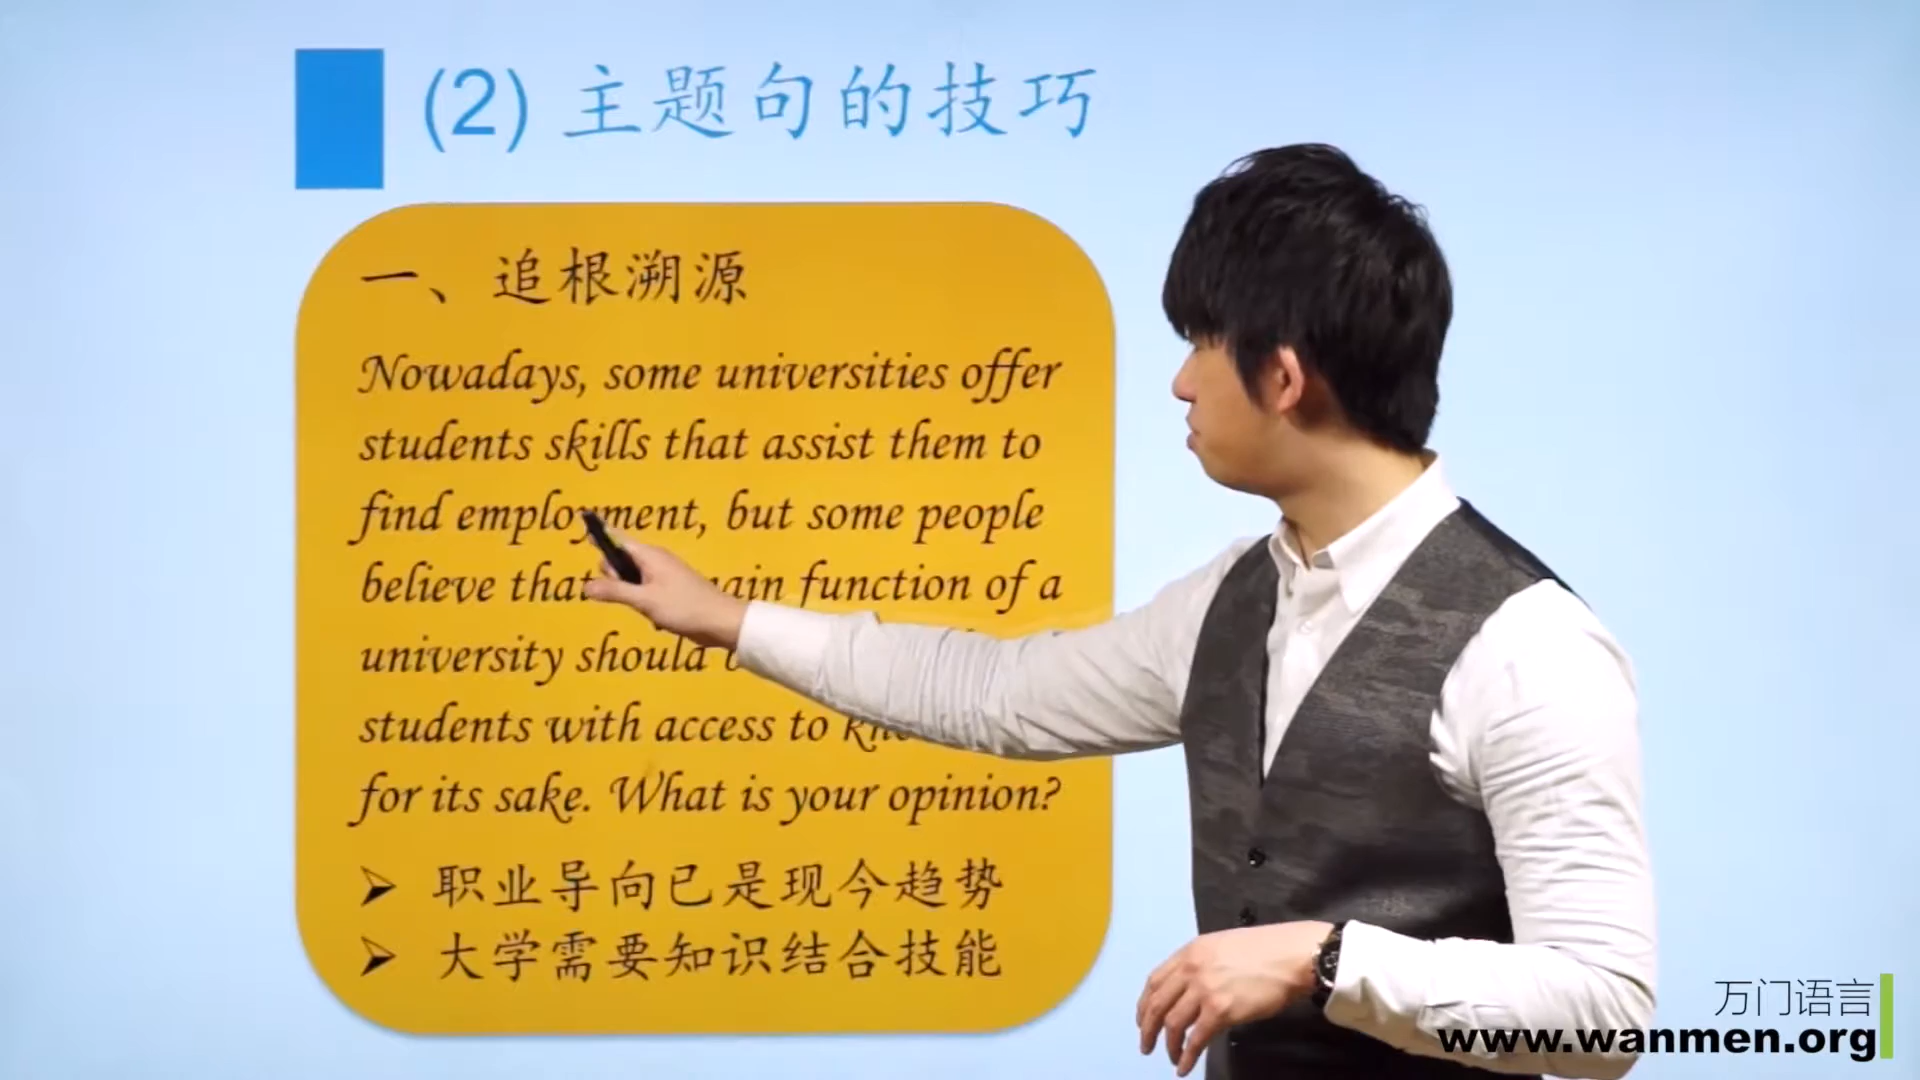 (2) 主题句的技巧
一、追根溯源
Nowadays, some universities offer
students skills that assist them to
find employment, but some people
believe that function of a
university should
students with access to
for its sake. What is your opinion?
➢ 职业导向已是现今趋势
➢ 大学需要知识结合技能
万门语言
www.wanmen.org